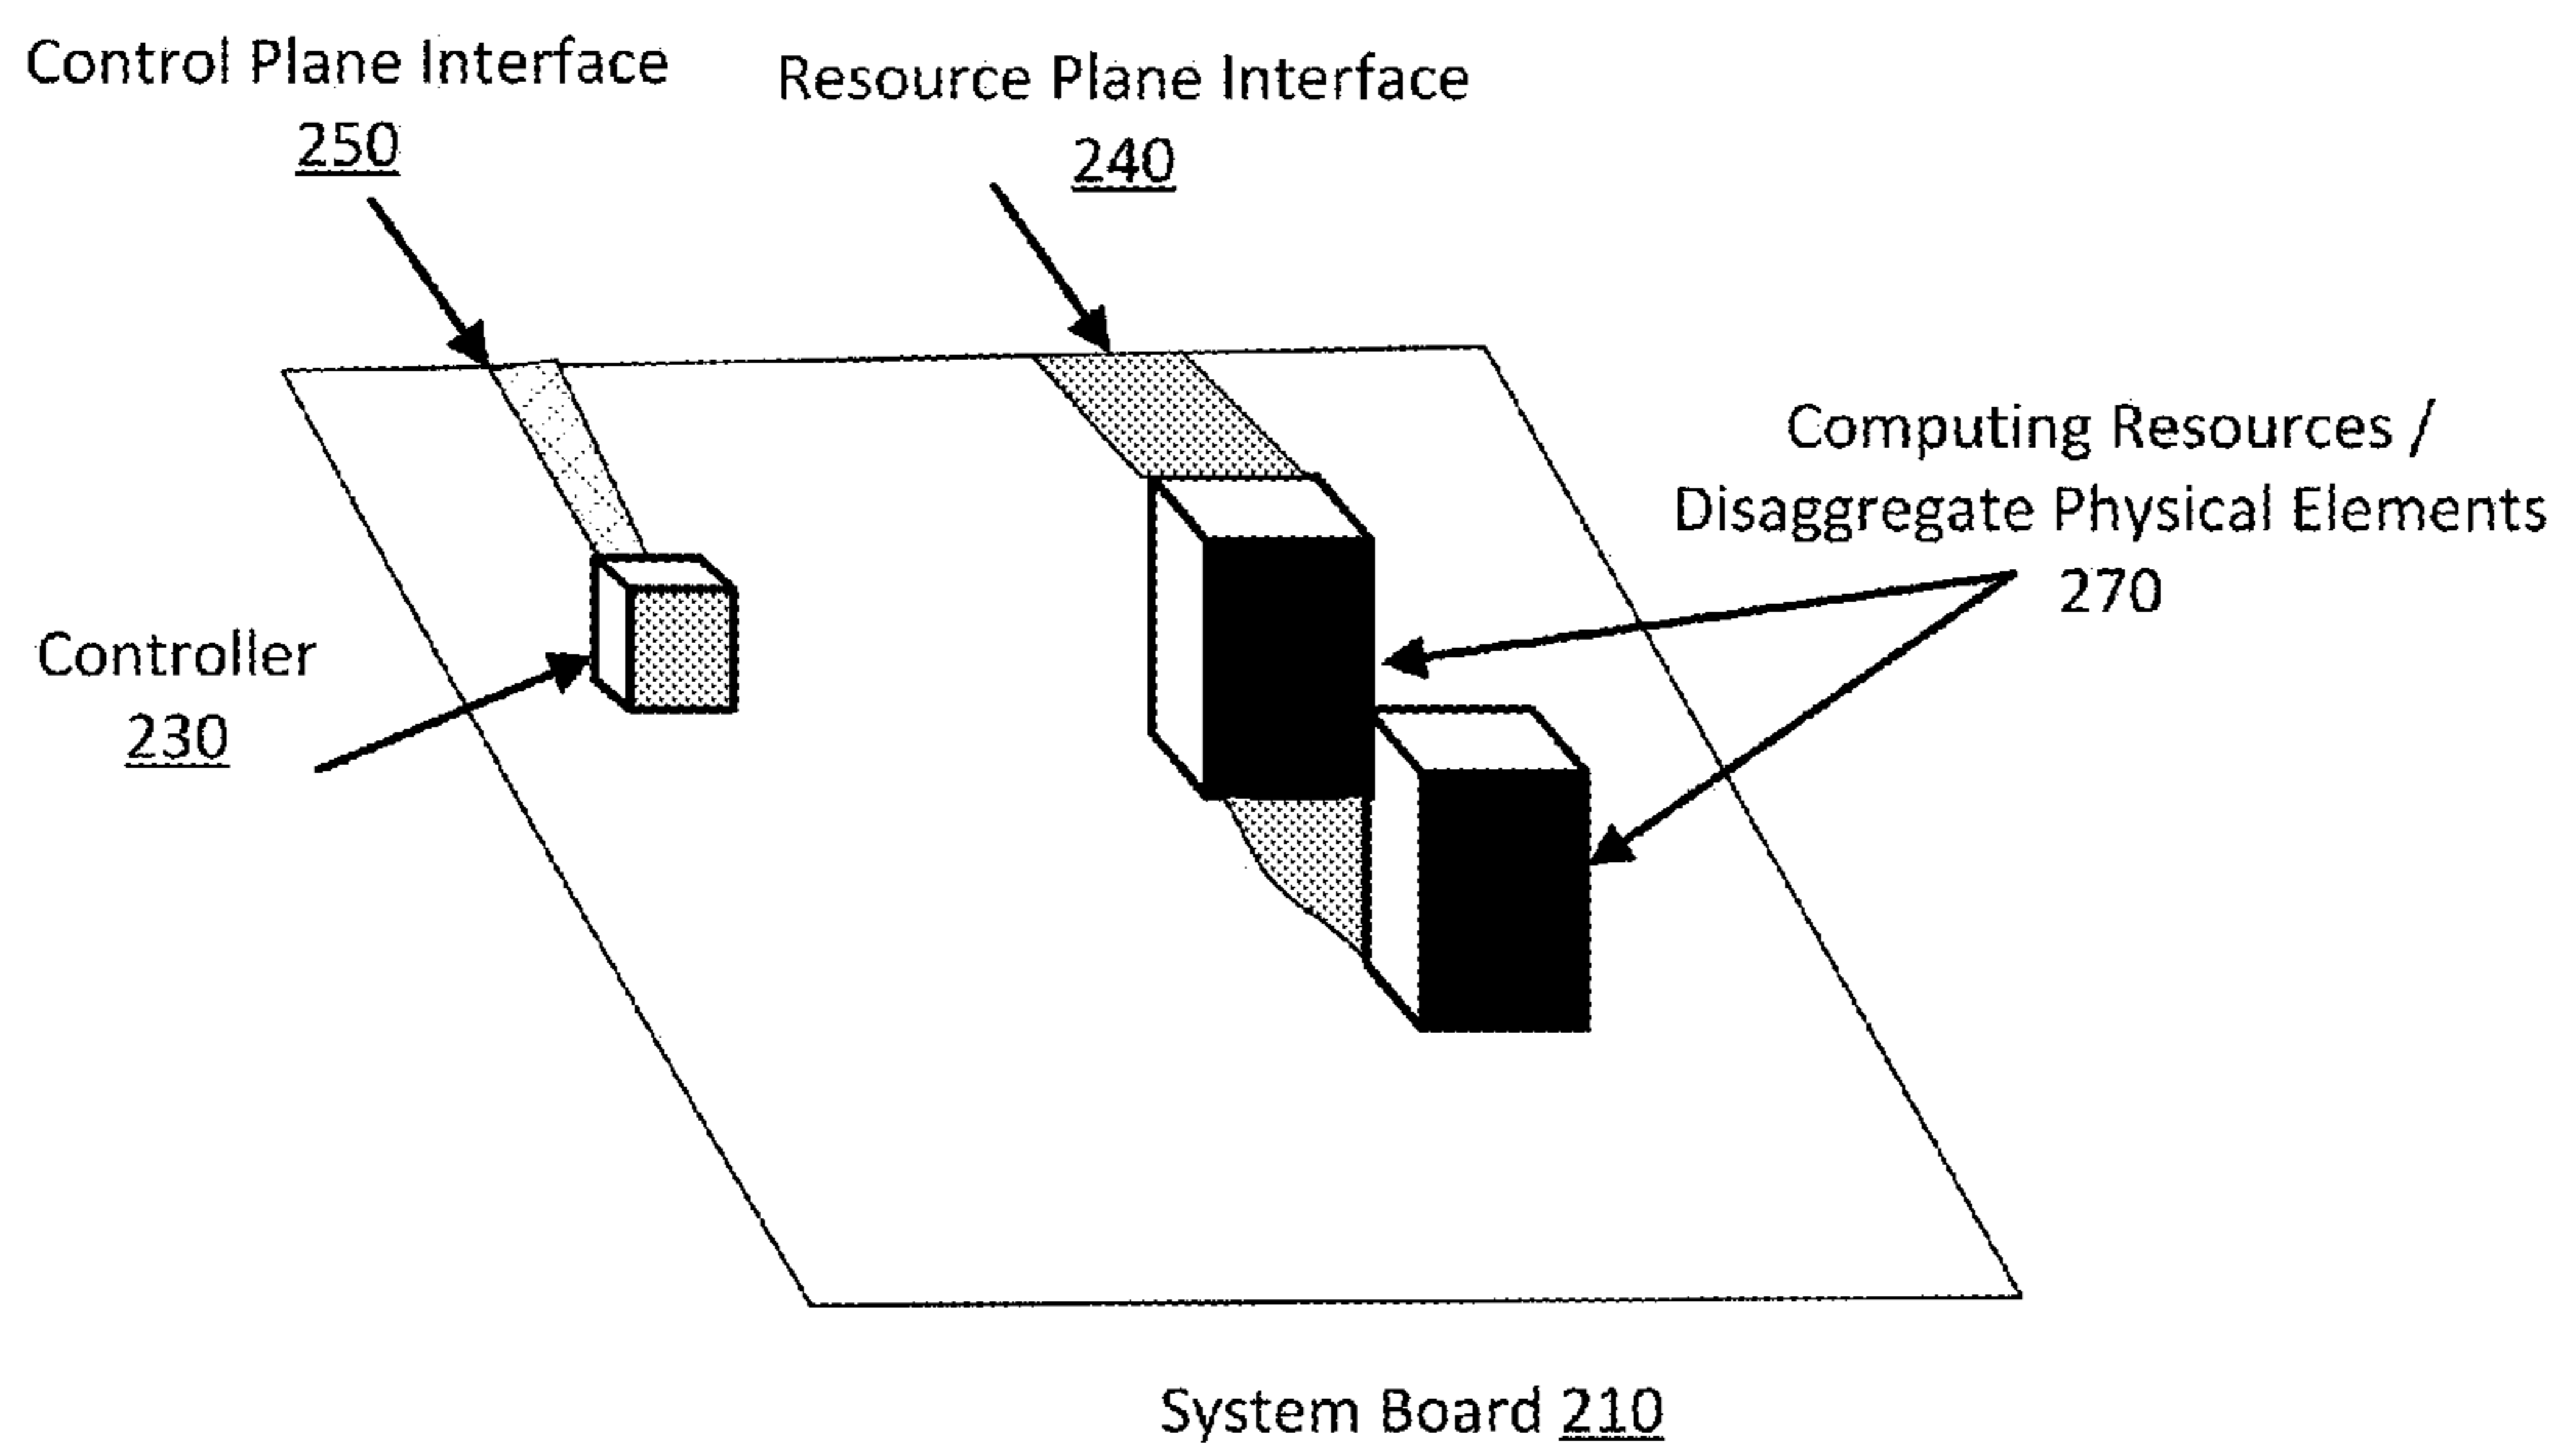 Control Plane Interface
250
Resource Plane Interface
240
Computing Resources /
Disaggregate Physical Elements
270
Controller
230
System Board 210